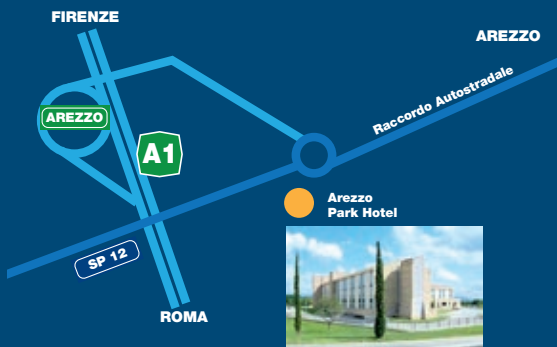 FIRENZE
AREZZO
Raccordo Autostradale
AREZZO
A1
Arezzo
Park Hotel
SP 12
ROMA